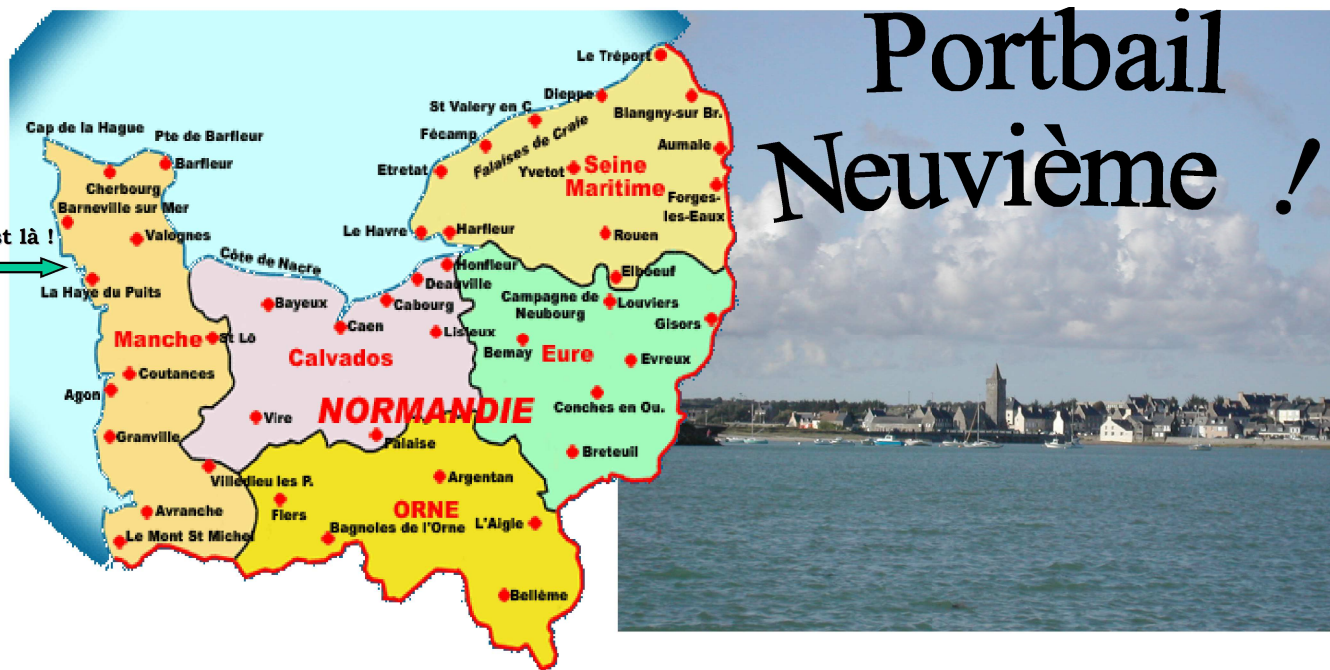 Portbail
Neuvième !
Le Tréport
Dieppe
Blangny-sur Br.
St Valery en C
Cap de la Hague
Pte de Barfleur
Fécamp
Falaises de Craie
Aumale
Barfleur
Etretat
Yvetot
Seine
Maritime
Cherbourg
Forges-
les-Eaux
Barneville sur Mer
Valognes
Le Havre
Harfleur
Rouen
st là !
Côte de Nacre
Honfleur
Elboeuf
Deauville
La Haye du Puits
Bayeux
Cabourg
Campagne de
Neubourg
Louviers
Gisors
Caen
Lisieux
Manche
St Lô
Calvados
Bemay
Eure
Evreux
Coutances
Agon
NORMANDIE
Conches en Ou.
Vire
Granville
Falaise
Breteuil
Villedieu les P.
Argentan
Avranche
Flers
ORNE
Bagnoles de l'Orne
L'Aigle
Le Mont St Michel
Bellème